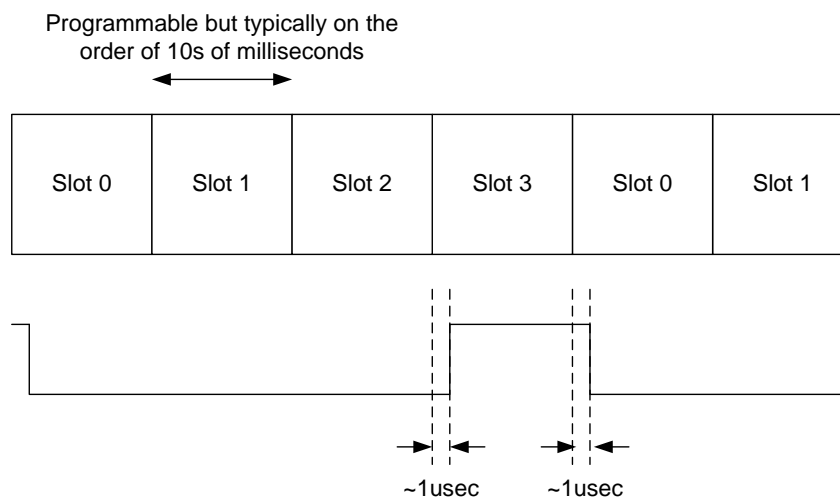 Programmable but typically on the
order of 10s of milliseconds
Slot 0 Slot 1 Slot 2 Slot 3 Slot 0 Slot 1
~1usec ~1usec